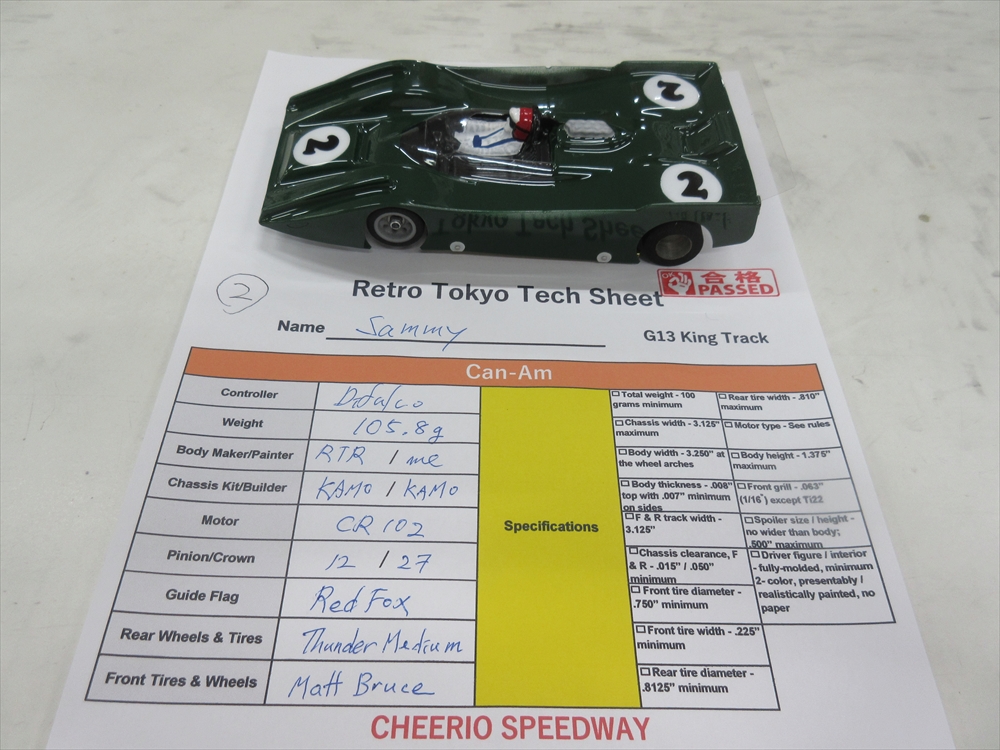 2
2
2
合格
PASSED
2
Retro Tokyo Tech Sheet
Name Sammy
G13 King Track
Can-Am
Controller Difalco
Weight 105.8g
Body Maker/Painter RTR / me
Chassis Kit/Builder KAMO / KAMO
Motor CR102
Pinion/Crown 12 / 27
Guide Flag Red Fox
Rear Wheels & Tires Thunder Medium
Front Tires & Wheels Matt Bruce
Specifications
Total weight - 100
grams minimum
Chassis width - 3.125"
maximum
Body width - 3.250" at
the wheel arches
Body thickness - .008"
top with .007" minimum
on sides
F & R track width -
3.125"
Chassis clearance, F
& R - .015" / .050"
minimum
Front tire diameter -
.750" minimum
Front tire width - .225"
minimum
Rear tire diameter -
.8125" minimum
Rear tire width - .810"
maximum
Motor type - See rules
Body height - 1.375"
maximum
Front grill - .063"
(1/16") except Ti22
Spoiler size / height -
no wider than body;
.500" maximum
Driver figure / interior
- fully-molded, minimum
2- color, presentably /
realistically painted, no
paper
CHEERIO SPEEDWAY